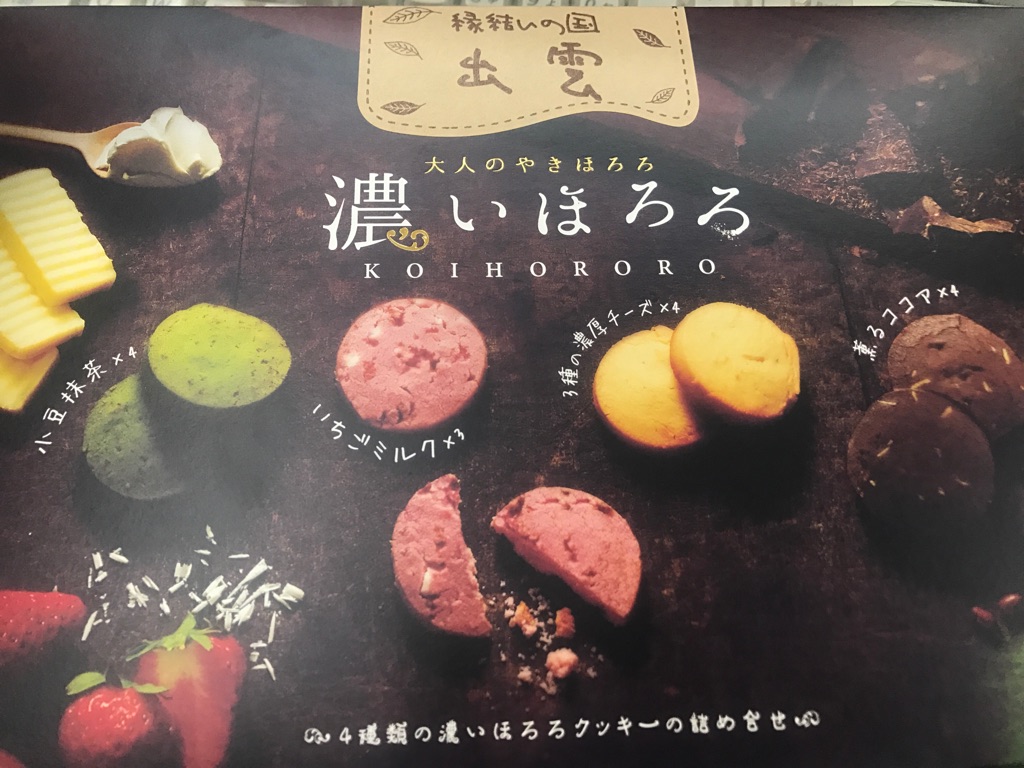 縁結いの国
出雲
大人のやきほろろ
濃いほろろ
KOIHORORO
小豆抹茶×4
いちごミルク×3
3種の濃厚チーズ×4
薫るココア×4
4種類の濃いほろろクッキーの詰め合せ